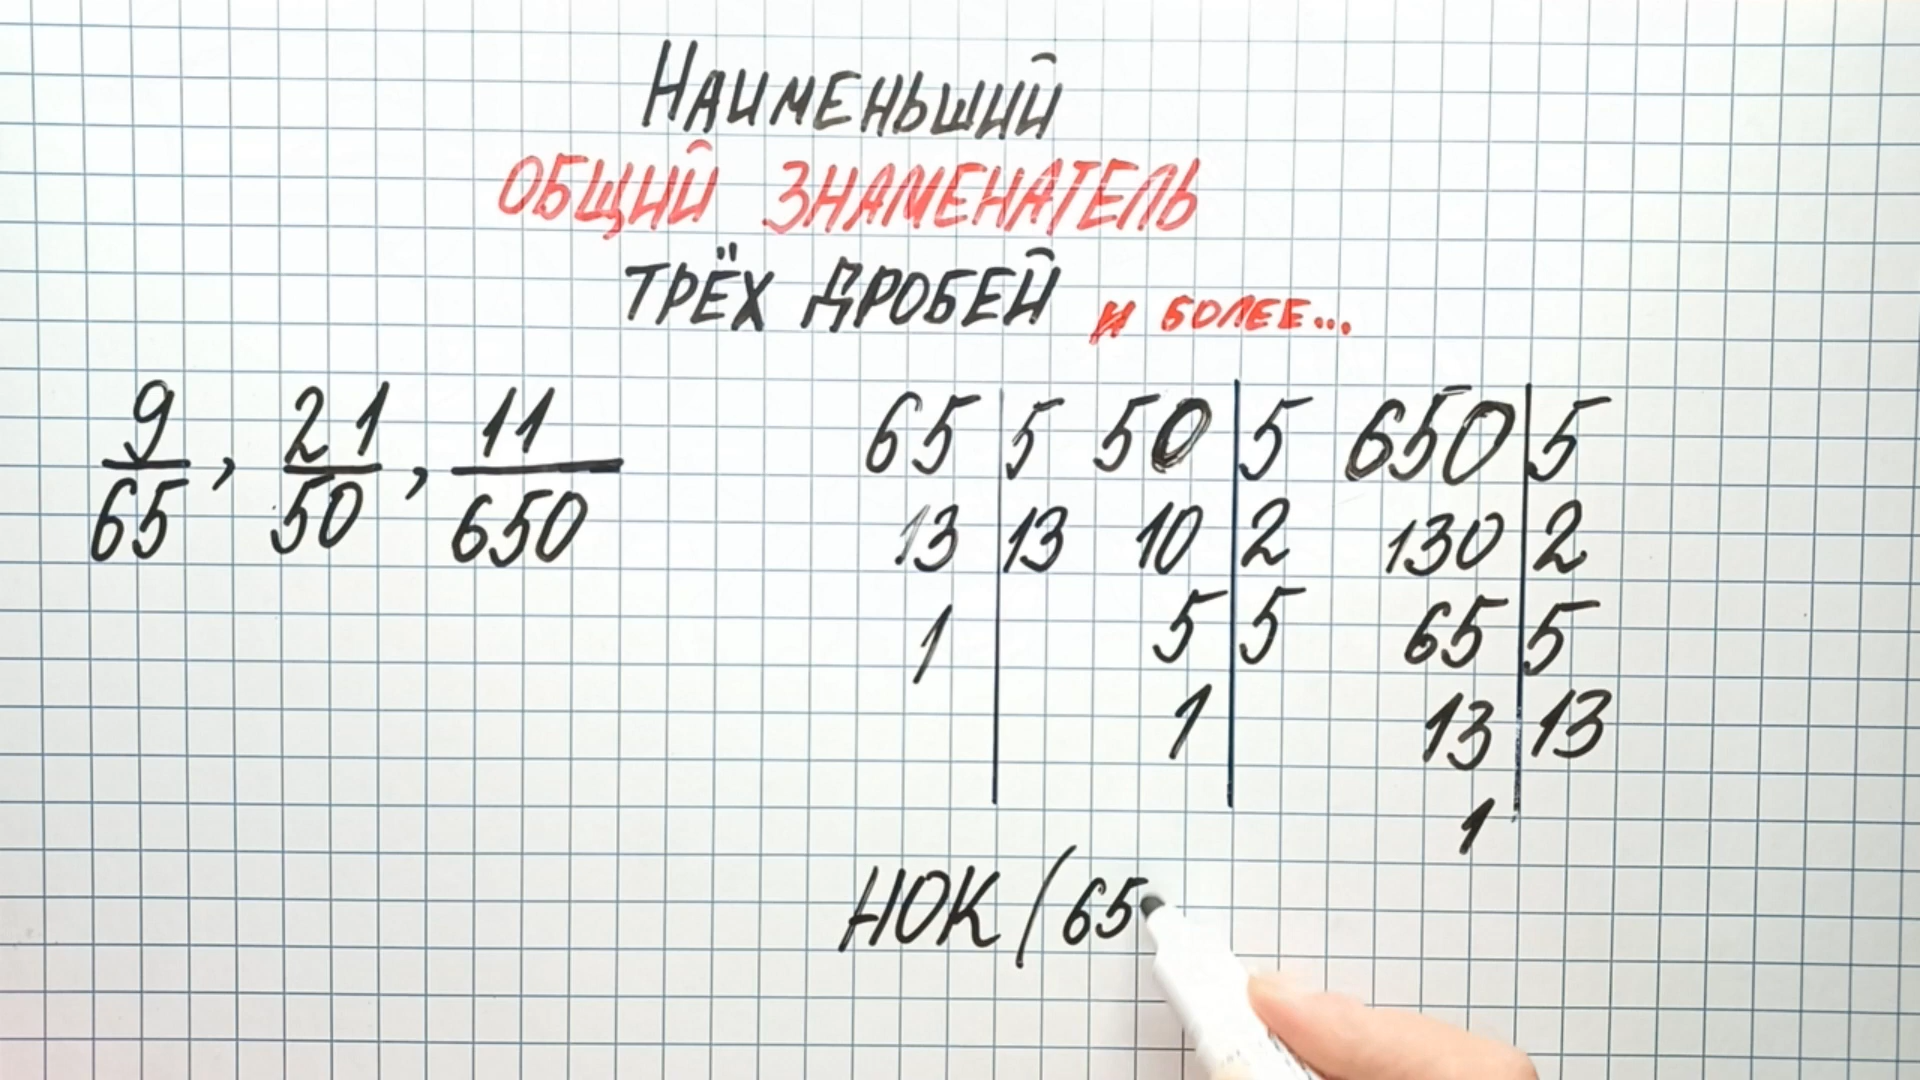 НАИМЕНЬШИЙ
ОБЩИЙ ЗНАМЕНАТЕЛЬ
ТРЁХ ДРОБЕЙ И БОЛЕЕ...
9/65, 21/50, 11/650
65 | 5 50 | 5 650 | 5
13 | 13 10 | 2 130 | 2
1 | 5 | 5 65 | 5
1 | 13 | 13
1
НОК (65